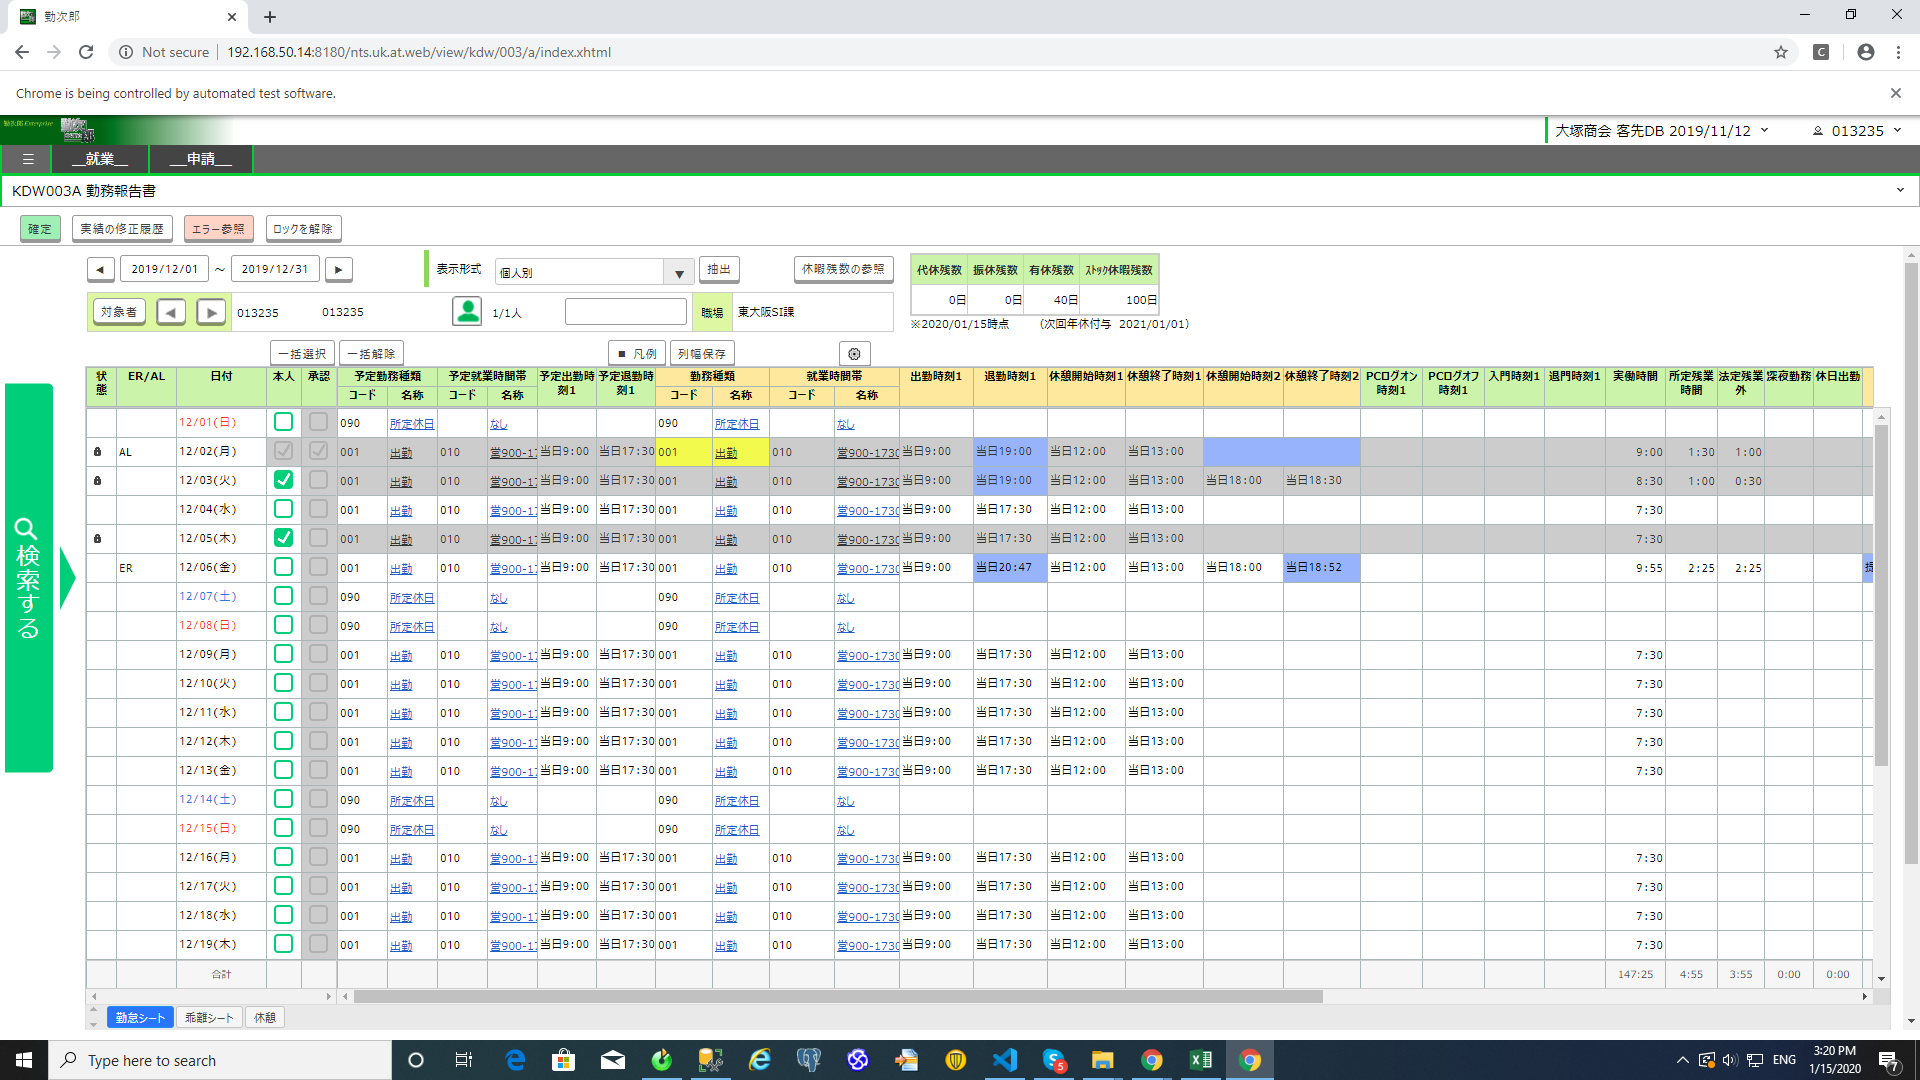 勤次郎
Not secure 192.168.50.14:8180/nts.uk.at.web/view/kdw/003/a/index.xhtml
Chrome is being controlled by automated test software.
勤次郎 Enterprise
大塚商会 客先DB 2019/11/12 013235
__就業__ __申請__
KDW003A 勤務報告書
確定 実績の修正履歴 エラー参照 ロックを解除
2019/12/01 ～ 2019/12/31 表示形式 個人別 抽出 休暇残数の参照
代休残数 振休残数 有休残数 ストック休暇残数
0日 0日 40日 100日
※2020/01/15時点 (次回年休付与 2021/01/01)
対象者 013235 013235 1/1人 職場 東大阪SI課
一括選択 一括解除 ■ 凡例 列幅保存
検索する
状態 ER/AL 日付 本人 承認 予定勤務種類 予定就業時間帯 予定出勤時刻1 予定退勤時刻1 勤務種類 就業時間帯 出勤時刻1 退勤時刻1 休憩開始時刻1 休憩終了時刻1 休憩開始時刻2 休憩終了時刻2 PCログオン時刻1 PCログオフ時刻1 入門時刻1 退門時刻1 実働時間 所定残業時間 法定残業外 深夜勤務 休日出勤
コード 名称 コード 名称 コード 名称 コード 名称
12/01(日) 090 所定休日 なし 090 所定休日 なし
AL 12/02(月) 001 出勤 010 営900-17 当日9:00 当日17:30 001 出勤 010 営900-1730 当日9:00 当日19:00 当日12:00 当日13:00 9:00 1:30 1:00
12/03(火) 001 出勤 010 営900-17 当日9:00 当日17:30 001 出勤 010 営900-1730 当日9:00 当日19:00 当日12:00 当日13:00 当日18:00 当日18:30 8:30 1:00 0:30
12/04(水) 001 出勤 010 営900-17 当日9:00 当日17:30 001 出勤 010 営900-1730 当日9:00 当日17:30 当日12:00 当日13:00 7:30
12/05(木) 001 出勤 010 営900-17 当日9:00 当日17:30 001 出勤 010 営900-1730 当日9:00 当日17:30 当日12:00 当日13:00 7:30
ER 12/06(金) 001 出勤 010 営900-17 当日9:00 当日17:30 001 出勤 010 営900-1730 当日9:00 当日20:47 当日12:00 当日13:00 当日18:00 当日18:52 9:55 2:25 2:25
12/07(土) 090 所定休日 なし 090 所定休日 なし
12/08(日) 090 所定休日 なし 090 所定休日 なし
12/09(月) 001 出勤 010 営900-17 当日9:00 当日17:30 001 出勤 010 営900-1730 当日9:00 当日17:30 当日12:00 当日13:00 7:30
12/10(火) 001 出勤 010 営900-17 当日9:00 当日17:30 001 出勤 010 営900-1730 当日9:00 当日17:30 当日12:00 当日13:00 7:30
12/11(水) 001 出勤 010 営900-17 当日9:00 当日17:30 001 出勤 010 営900-1730 当日9:00 当日17:30 当日12:00 当日13:00 7:30
12/12(木) 001 出勤 010 営900-17 当日9:00 当日17:30 001 出勤 010 営900-1730 当日9:00 当日17:30 当日12:00 当日13:00 7:30
12/13(金) 001 出勤 010 営900-17 当日9:00 当日17:30 001 出勤 010 営900-1730 当日9:00 当日17:30 当日12:00 当日13:00 7:30
12/14(土) 090 所定休日 なし 090 所定休日 なし
12/15(日) 090 所定休日 なし 090 所定休日 なし
12/16(月) 001 出勤 010 営900-17 当日9:00 当日17:30 001 出勤 010 営900-1730 当日9:00 当日17:30 当日12:00 当日13:00 7:30
12/17(火) 001 出勤 010 営900-17 当日9:00 当日17:30 001 出勤 010 営900-1730 当日9:00 当日17:30 当日12:00 当日13:00 7:30
12/18(水) 001 出勤 010 営900-17 当日9:00 当日17:30 001 出勤 010 営900-1730 当日9:00 当日17:30 当日12:00 当日13:00 7:30
12/19(木) 001 出勤 010 営900-17 当日9:00 当日17:30 001 出勤 010 営900-1730 当日9:00 当日17:30 当日12:00 当日13:00 7:30
合計 147:25 4:55 3:55 0:00 0:00
勤怠シート 乖離シート 休憩
Type here to search
5
ENG
3:20 PM
1/15/2020
7